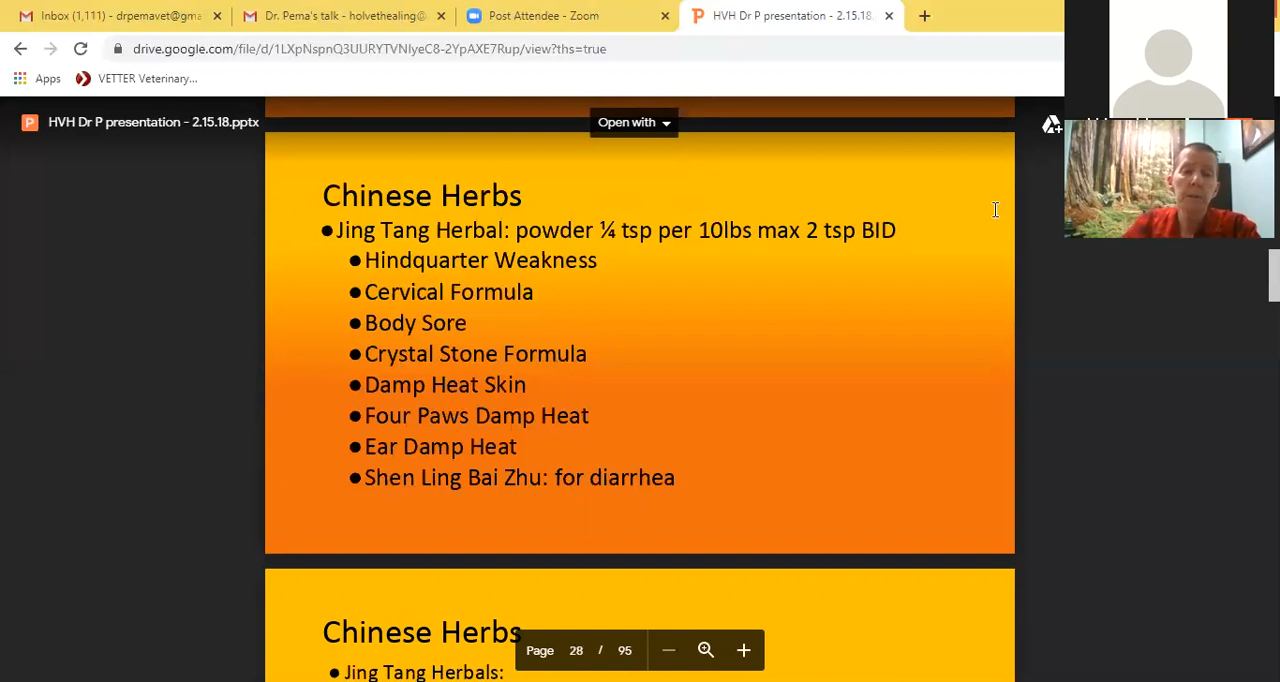 Inbox (1,111) - drpemavet@gma
Dr. Pema's talk - holvethealing@
Post Attendee - Zoom
HVH Dr P presentation - 2.15.18.
drive.google.com/file/d/1LXpNspnQ3UURYTVNIyeC8-2YpAXE7Rup/view?ths=true
Apps
VETTER Veterinary...
HVH Dr P presentation - 2.15.18.pptx
Open with
Chinese Herbs
●Jing Tang Herbal: powder ¼ tsp per 10lbs max 2 tsp BID
●Hindquarter Weakness
●Cervical Formula
●Body Sore
●Crystal Stone Formula
●Damp Heat Skin
●Four Paws Damp Heat
●Ear Damp Heat
●Shen Ling Bai Zhu: for diarrhea
Chinese Herbs
●Jing Tang Herbals:
Page 28 / 95